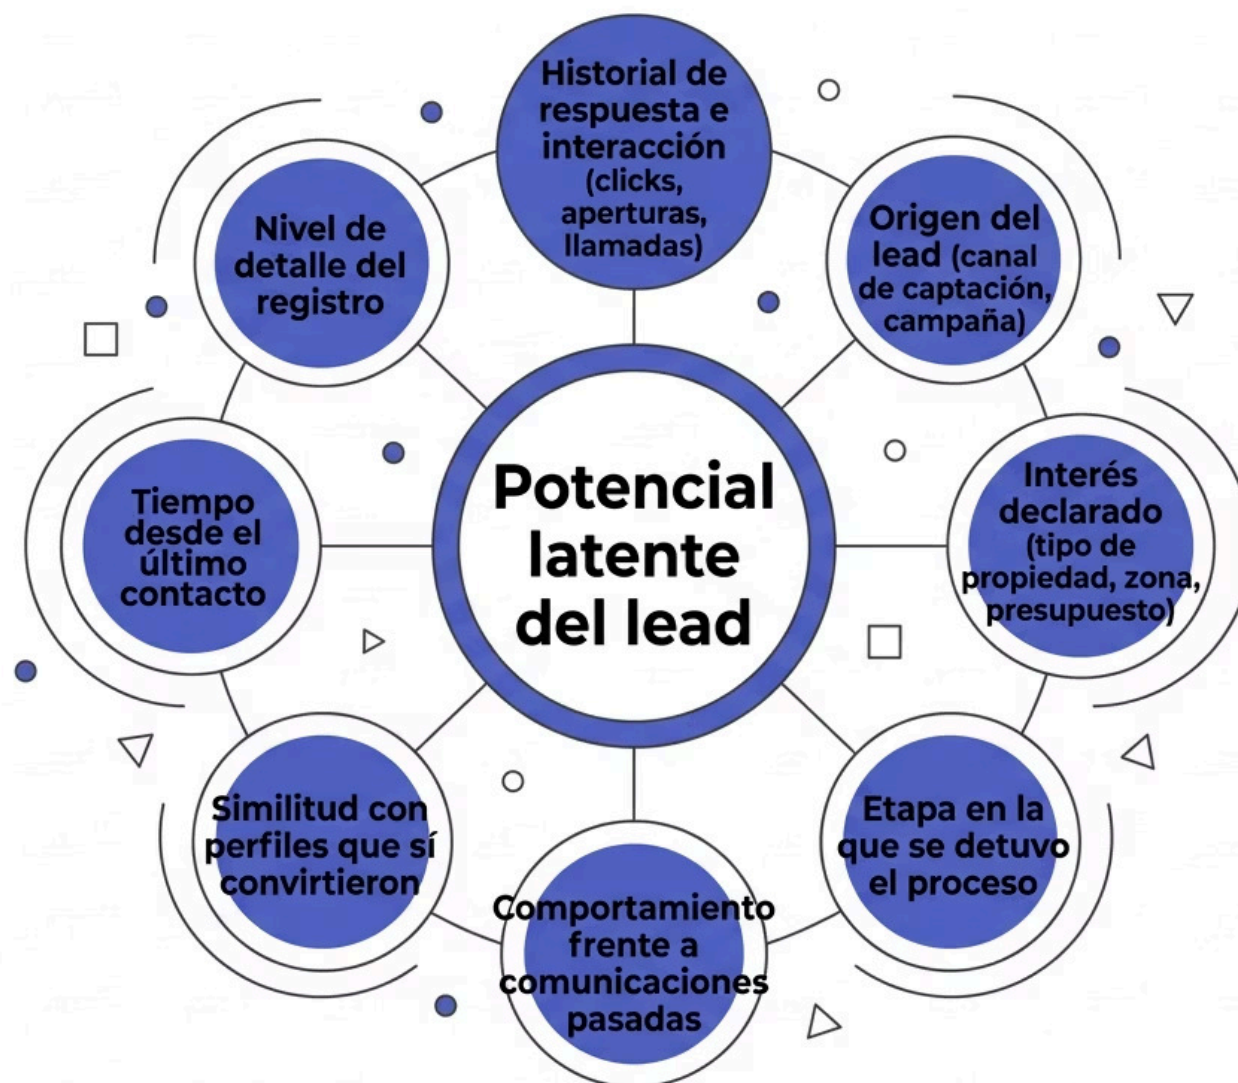 Historial de
respuesta e
interacción
(clicks,
aperturas,
llamadas)
Origen del
lead (canal
de captación,
campaña)
Interés
declarado
(tipo de
propiedad, zona,
presupuesto)
Etapa en la
que se detuvo
el proceso
Comportamiento
frente a
comunicaciones
pasadas
Similitud con
perfiles que sí
convirtieron
Tiempo
desde el
último
contacto
Nivel de
detalle del
registro
Potencial
latente
del lead